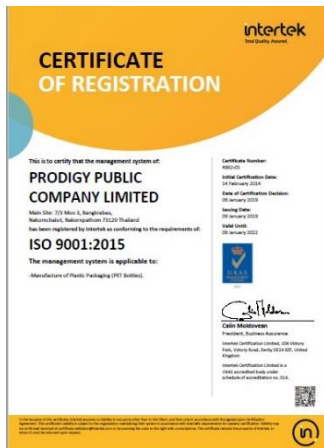 intertek
Total Quality. Assured.
CERTIFICATE
OF REGISTRATION
This is to certify that the management system of:
PRODIGY PUBLIC
COMPANY LIMITED
Main Site: 7/3 Moo 3, Bangkrabao,
Nakornchaisri, Nakornpathom 73120 Thailand
has been registered by Intertek as conforming to the requirements of:
ISO 9001:2015
The management system is applicable to:
-Manufacture of Plastic Packaging (PET Bottles).
Certificate Number:
Initial Certification Date:
14 February 2014
Date of Certification Decision:
09 January 2019
Issuing Date:
09 January 2019
Valid Until:
09 January 2022
UKAS
Calin Moldovean
President, Business Assurance
Intertek Certification Limited, 10A Victory
Park, Victory Road, Derby DE24 8ZF, United
Kingdom
Intertek Certification Limited is a
UKAS accredited body under
schedule of accreditation no. 014.